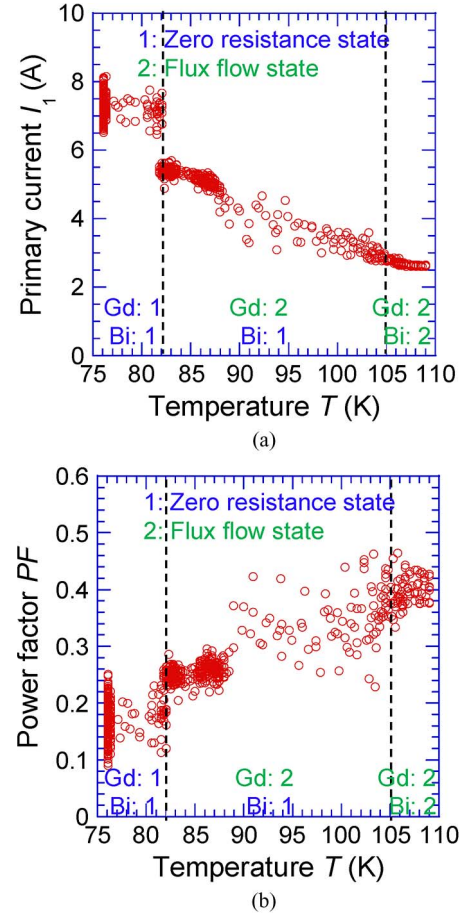 10
8
6
4
2
0
Primary current I₁ (A)
1: Zero resistance state
2: Flux flow state
Gd: 1
Bi: 1
Gd: 2
Bi: 1
Gd: 2
Bi: 2
75 80 85 90 95 100 105 110
Temperature T (K)
(a)
0.6
0.5
0.4
0.3
0.2
0.1
0
Power factor PF
1: Zero resistance state
2: Flux flow state
Gd: 1
Bi: 1
Gd: 2
Bi: 1
Gd: 2
Bi: 2
75 80 85 90 95 100 105 110
Temperature T (K)
(b)